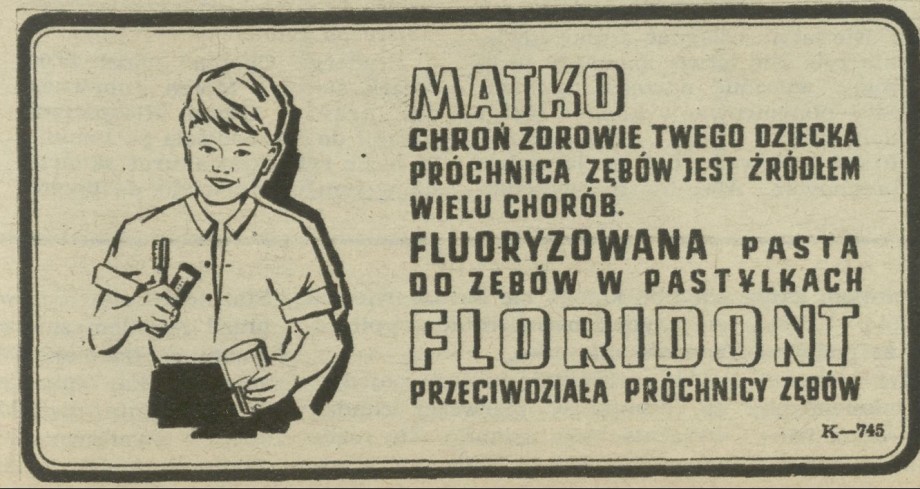 MATKO
CHROŃ ZDROWIE TWEGO DZIECKA
PRÓCHNICA ZĘBÓW JEST ŹRÓDŁEM
WIELU CHORÓB.
FLUORYZOWANA PASTA
DO ZĘBÓW W PASTYLKACH
FLORIDONT
PRZECIWDZIAŁA PRÓCHNICY ZĘBÓW
K—745